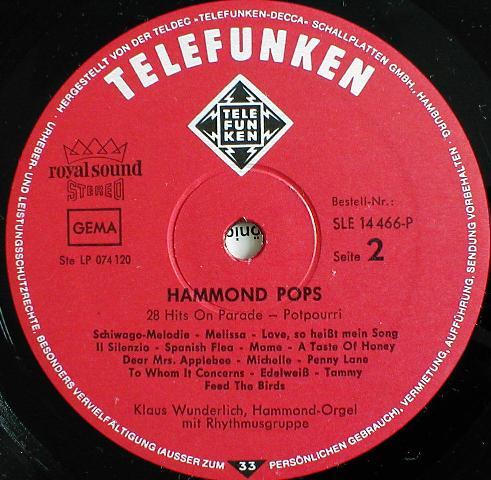 HERGESTELLT VON DER TELDEC »TELEFUNKEN-DECCA« SCHALLPLATTEN GMBH., HAMBURG
URHEBER- UND LEISTUNGSSCHUTZRECHTE, BESONDERS VERVIELFÄLTIGUNG (AUSSER ZUM PERSÖNLICHEN GEBRAUCH), VERMIETUNG, AUFFÜHRUNG, SENDUNG VORBEHALTEN
TELEFUNKEN
TELE
FUN
KEN
royal sound
STEREO
GEMA
Ste LP 074 120
Bestell-Nr.:
SLE 14 466-P
Seite 2
HAMMOND POPS
28 Hits On Parade – Potpourri
Schiwago-Melodie - Melissa - Love, so heißt mein Song
Il Silenzio - Spanish Flea - Mame - A Taste Of Honey
Dear Mrs. Applebee - Michelle - Penny Lane
To Whom It Concerns - Edelweiß - Tammy
Feed The Birds
Klaus Wunderlich, Hammond-Orgel
mit Rhythmusgruppe
33